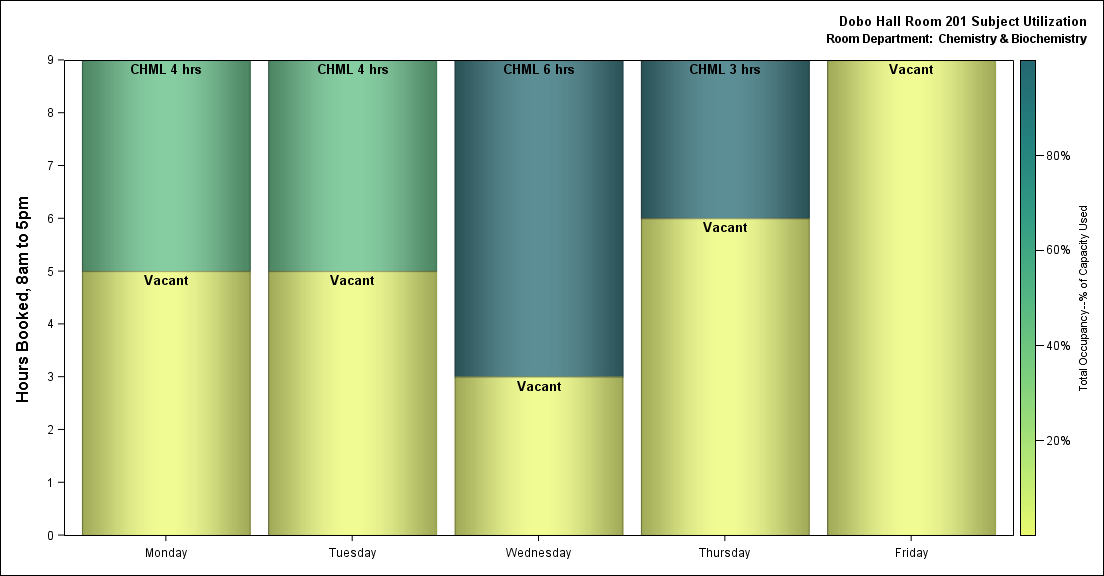 Dobo Hall Room 201 Subject Utilization
Room Department: Chemistry & Biochemistry
Hours Booked, 8am to 5pm
9
8
7
6
5
4
3
2
1
0
CHML 4 hrs
Vacant
CHML 4 hrs
Vacant
CHML 6 hrs
Vacant
CHML 3 hrs
Vacant
Vacant
Monday
Tuesday
Wednesday
Thursday
Friday
80%
60%
40%
20%
Total Occupancy--% of Capacity Used